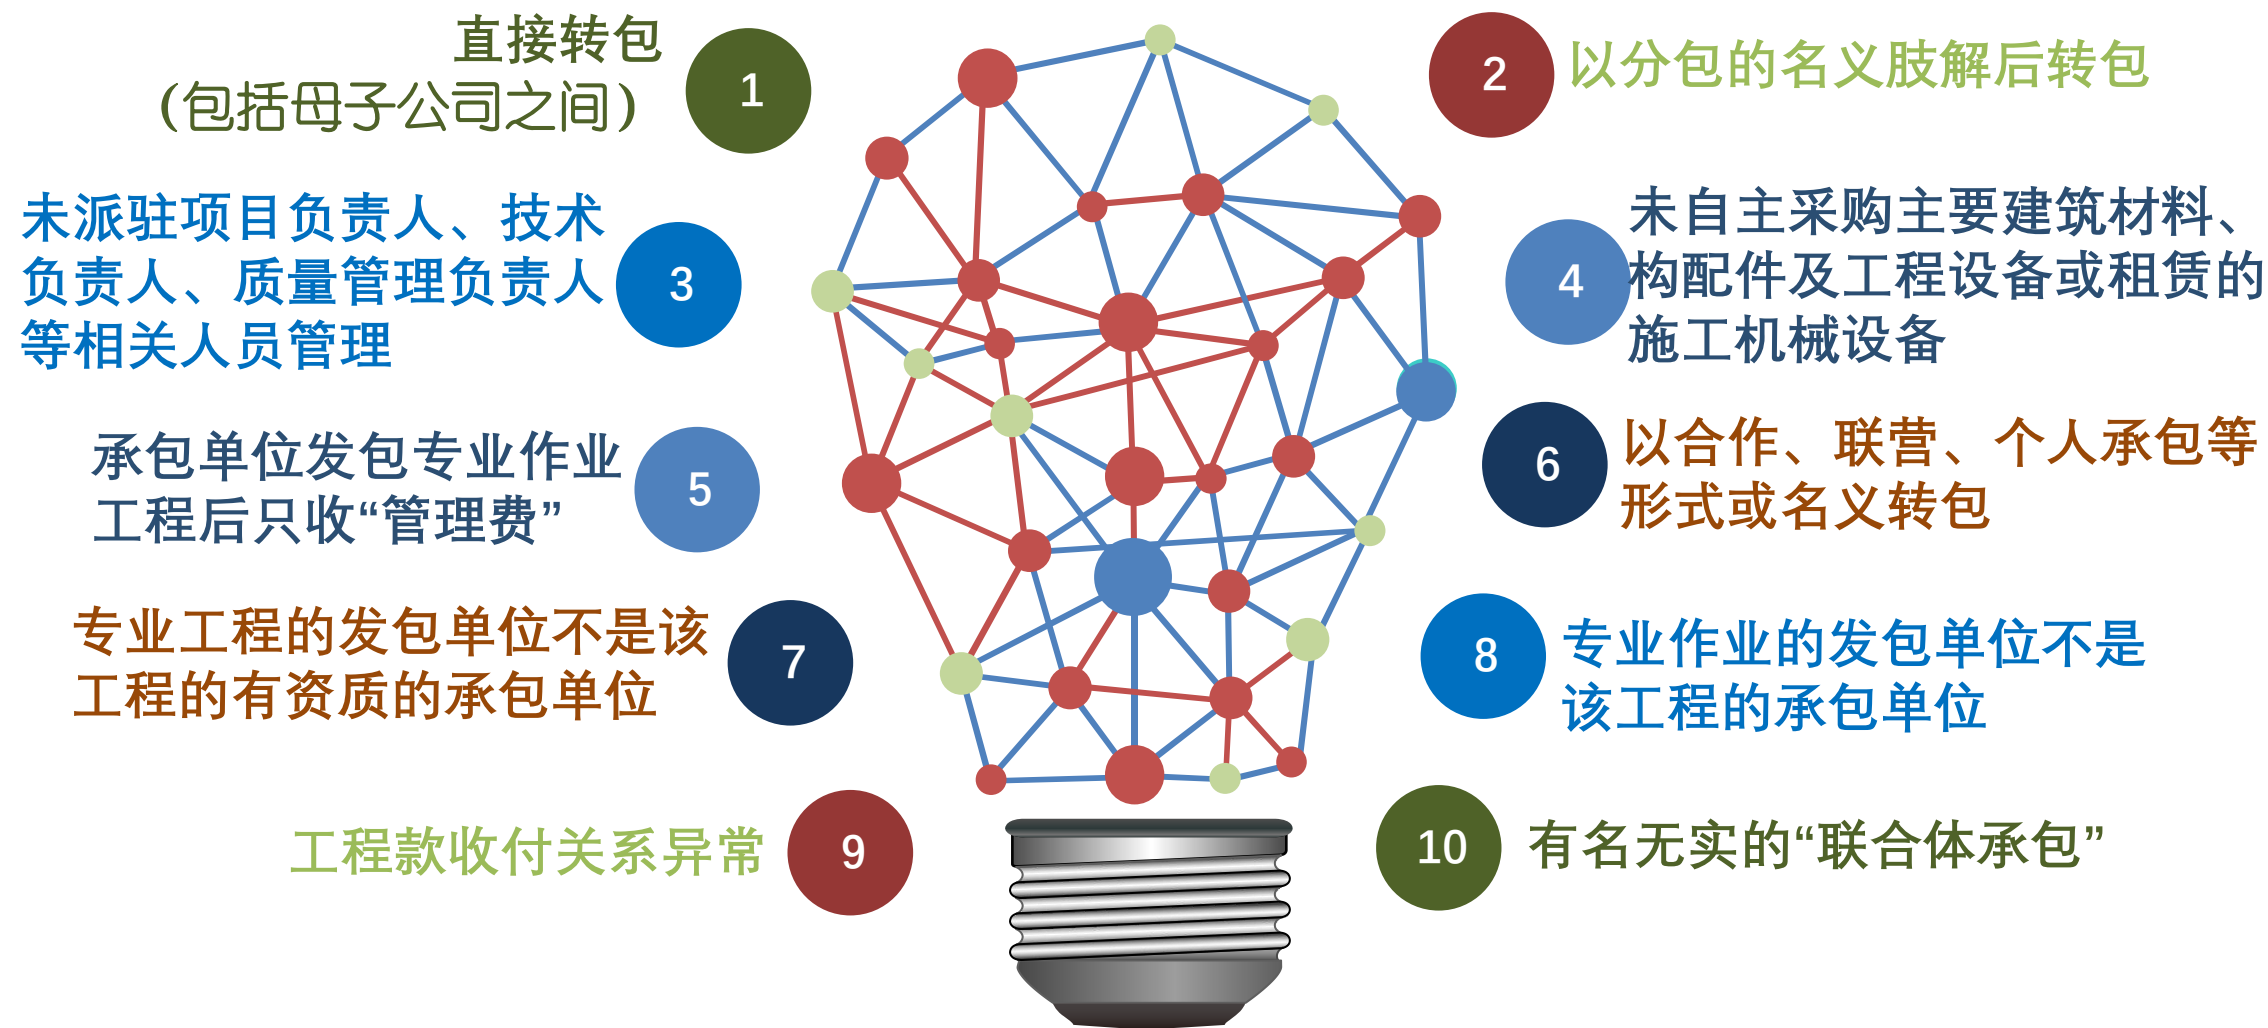 1
直接转包
(包括母子公司之间)
2
以分包的名义肢解后转包
3
未派驻项目负责人、技术
负责人、质量管理负责人
等相关人员管理
4
未自主采购主要建筑材料、
构配件及工程设备或租赁的
施工机械设备
5
承包单位发包专业作业
工程后只收“管理费”
6
以合作、联营、个人承包等
形式或名义转包
7
专业工程的发包单位不是该
工程的有资质的承包单位
8
专业作业的发包单位不是
该工程的承包单位
9
工程款收付关系异常
10
有名无实的“联合体承包”